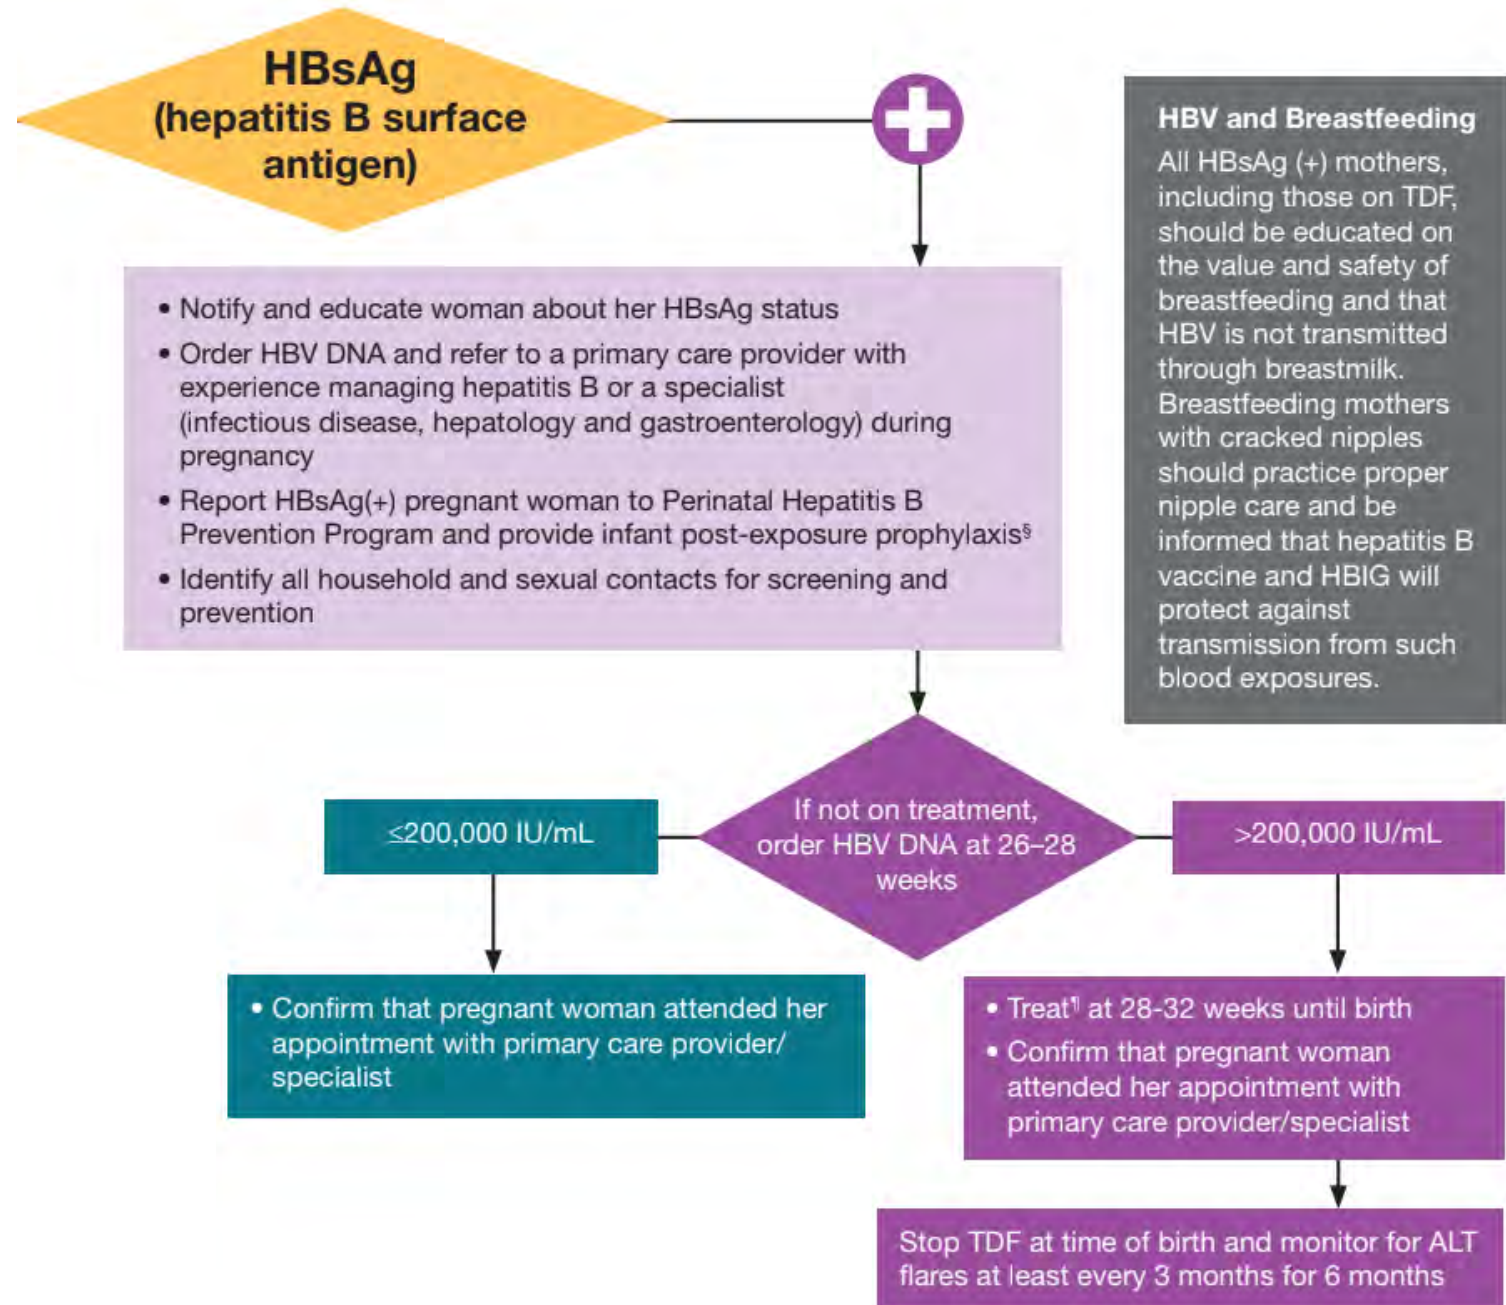 HBsAg
(hepatitis B surface
antigen)
HBV and Breastfeeding
All HBsAg (+) mothers,
including those on TDF,
should be educated on
the value and safety of
breastfeeding and that
HBV is not transmitted
through breastmilk.
Breastfeeding mothers
with cracked nipples
should practice proper
nipple care and be
informed that hepatitis B
vaccine and HBIG will
protect against
transmission from such
blood exposures.
• Notify and educate woman about her HBsAg status
• Order HBV DNA and refer to a primary care provider with
experience managing hepatitis B or a specialist
(infectious disease, hepatology and gastroenterology) during
pregnancy
• Report HBsAg(+) pregnant woman to Perinatal Hepatitis B
Prevention Program and provide infant post-exposure prophylaxis§
• Identify all household and sexual contacts for screening and
prevention
If not on treatment,
order HBV DNA at 26–28
weeks
≤200,000 IU/mL
>200,000 IU/mL
• Confirm that pregnant woman attended her
appointment with primary care provider/
specialist
• Treat¶ at 28-32 weeks until birth
• Confirm that pregnant woman
attended her appointment with
primary care provider/specialist
Stop TDF at time of birth and monitor for ALT
flares at least every 3 months for 6 months